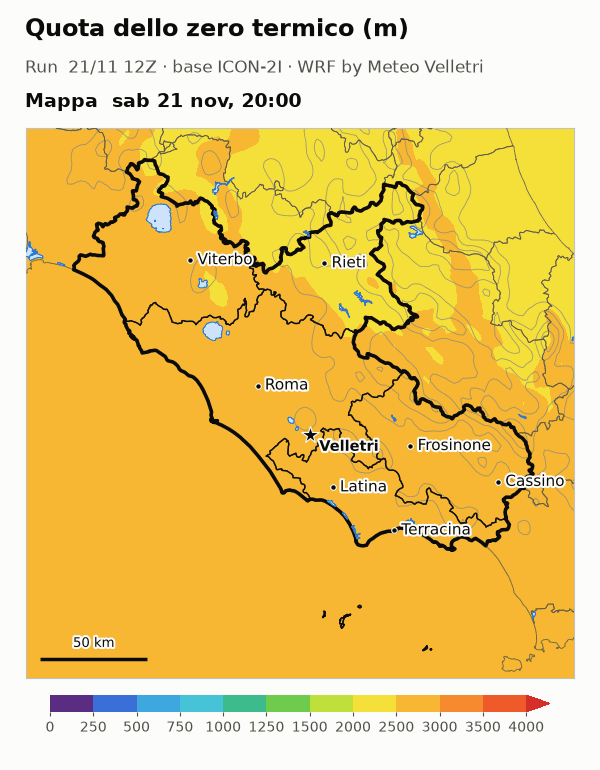 Quota dello zero termico (m)
Run  21/11 12Z · base ICON-2I · WRF by Meteo Velletri
Mappa  sab 21 nov, 20:00
Viterbo
Rieti
Roma
Velletri
Frosinone
Latina
Cassino
Terracina
50 km
0 250 500 750 1000 1250 1500 2000 2500 3000 3500 4000